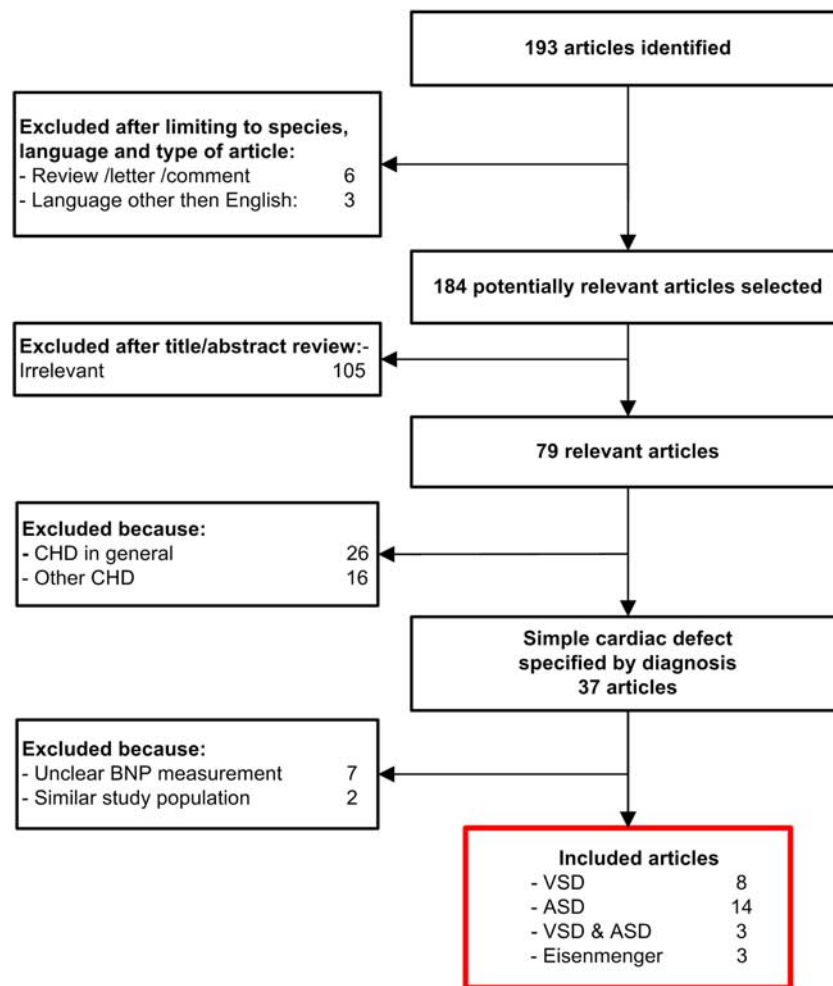 193 articles identified
Excluded after limiting to species,
language and type of article:
- Review /letter /comment 6
- Language other then English: 3
184 potentially relevant articles selected
Excluded after title/abstract review:-
Irrelevant 105
79 relevant articles
Excluded because:
- CHD in general 26
- Other CHD 16
Simple cardiac defect
specified by diagnosis
37 articles
Excluded because:
- Unclear BNP measurement 7
- Similar study population 2
Included articles
- VSD 8
- ASD 14
- VSD & ASD 3
- Eisenmenger 3